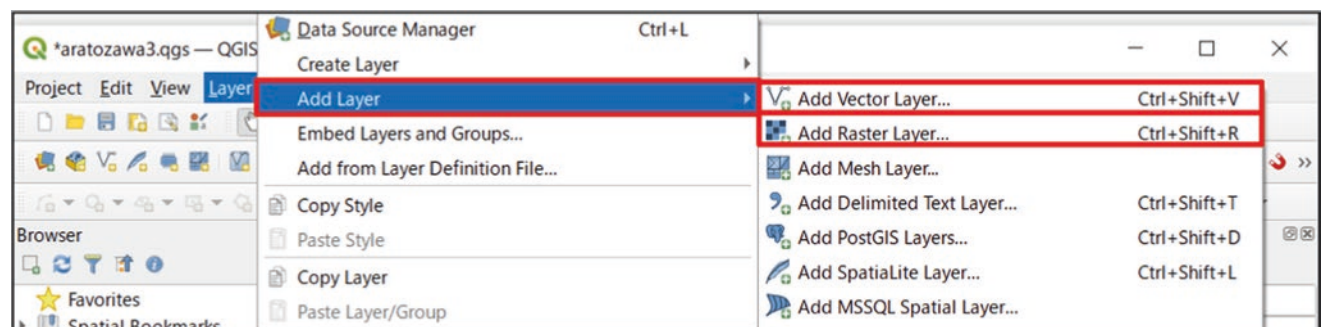 *aratozawa3.qgs — QGIS
Project Edit View Layer
Browser
Favorites
Spatial Bookmarks
Data Source Manager Ctrl+L
Create Layer
Add Layer
Embed Layers and Groups...
Add from Layer Definition File...
Copy Style
Paste Style
Copy Layer
Paste Layer/Group
Add Vector Layer... Ctrl+Shift+V
Add Raster Layer... Ctrl+Shift+R
Add Mesh Layer...
Add Delimited Text Layer... Ctrl+Shift+T
Add PostGIS Layers... Ctrl+Shift+D
Add SpatiaLite Layer... Ctrl+Shift+L
Add MSSQL Spatial Layer...